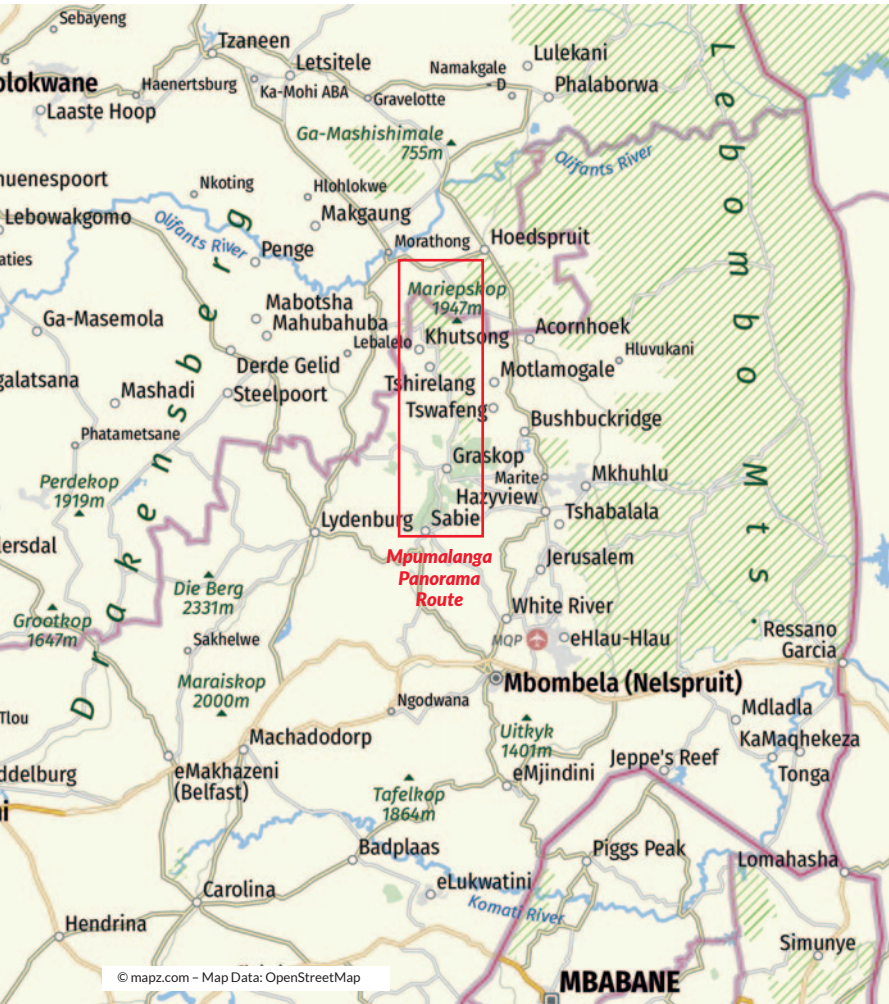 Sebayeng
Tzaneen
Letsitele
Lulekani
Namakgale
- D
Phalaborwa
olokwane
Haenertsburg
Ka-Mohi ABA
Gravelotte
Laaste Hoop
Ga-Mashishimale
755m
Olifants River
Lebombo Mts.
huenespoort
Nkoting
Hlohlokwe
Makgaung
Lebowakgomo
Olifants River
Penge
Morathong
Hoedspruit
aties
Drakensberg
Mariepskop
1947m
Mabotsha
Mahubahuba
Ga-Masemola
Lebalelo
Khutsong
Acornhoek
Hluvukani
Derde Gelid
Steelpoort
Tshirelang
Motlamogale
galatsana
Mashadi
Tswafeng
Bushbuckridge
Phatametsane
Graskop
Marite
Mkhuhlu
Perdekop
1919m
Hazyview
Tshabalala
Lydenburg
Sabie
lersdal
Mpumalanga
Panorama
Route
Jerusalem
Die Berg
2331m
Grootkop
1647m
White River
Sakhelwe
MQP
eHlau-Hlau
Ressano
Garcia
Maraiskop
2000m
Mbombela (Nelspruit)
Ngodwana
Tlou
Mdladla
Uitkyk
1401m
Machadodorp
KaMaqhekeza
Jeppe's Reef
ddelburg
eMakhazeni
(Belfast)
eMjindini
Tonga
Tafelkop
1864m
ni
Badplaas
Piggs Peak
Lomahasha
eLukwatini
Carolina
Komati River
Hendrina
Simunye
© mapz.com – Map Data: OpenStreetMap
MBABANE